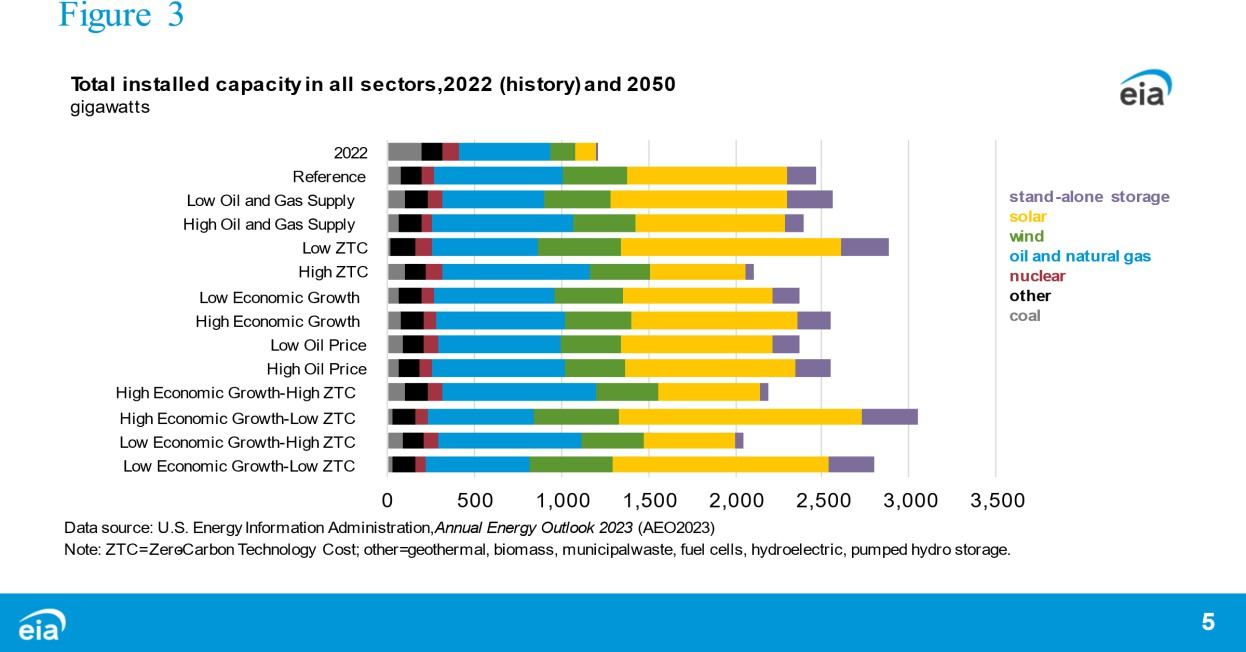 Figure 3
Total installed capacity in all sectors,2022 (history) and 2050
gigawatts
eia
2022
Reference
Low Oil and Gas Supply
High Oil and Gas Supply
Low ZTC
High ZTC
Low Economic Growth
High Economic Growth
Low Oil Price
High Oil Price
High Economic Growth-High ZTC
High Economic Growth-Low ZTC
Low Economic Growth-High ZTC
Low Economic Growth-Low ZTC
stand-alone storage
solar
wind
oil and natural gas
nuclear
other
coal
0 500 1,000 1,500 2,000 2,500 3,000 3,500
Data source: U.S. Energy Information Administration, Annual Energy Outlook 2023 (AEO2023)
Note: ZTC=Zero-Carbon Technology Cost; other=geothermal, biomass, municipal waste, fuel cells, hydroelectric, pumped hydro storage.
eia
5